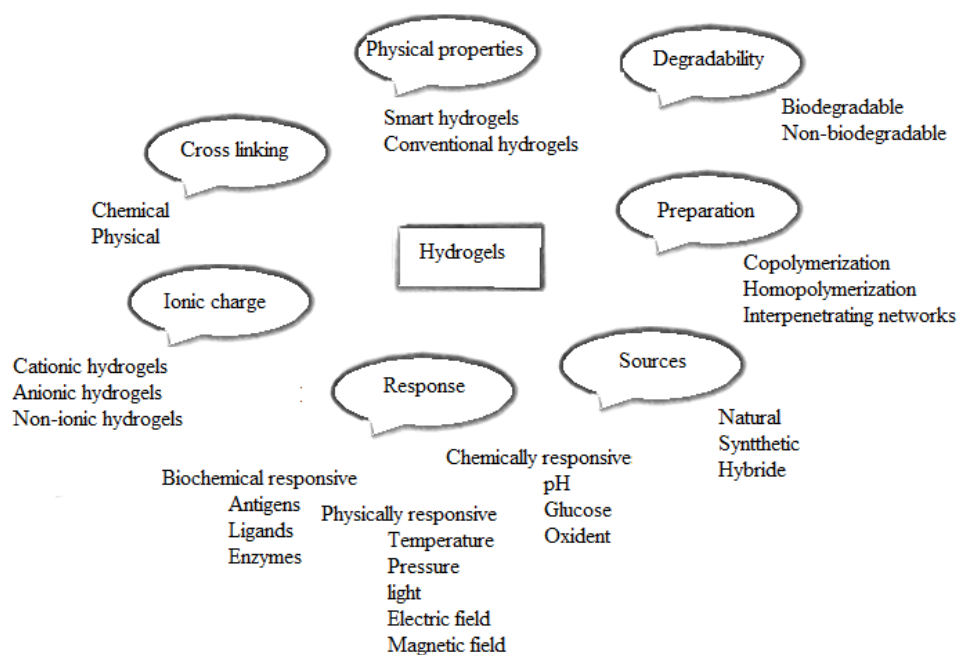 Physical properties
Smart hydrogels
Conventional hydrogels
Degradability
Biodegradable
Non-biodegradable
Cross linking
Chemical
Physical
Preparation
Copolymerization
Homopolymerization
Interpenetrating networks
Hydrogels
Ionic charge
Cationic hydrogels
Anionic hydrogels
Non-ionic hydrogels
Response
Biochemical responsive
Antigens
Ligands
Enzymes
Physically responsive
Temperature
Pressure
light
Electric field
Magnetic field
Chemically responsive
pH
Glucose
Oxident
Sources
Natural
Syntthetic
Hybride